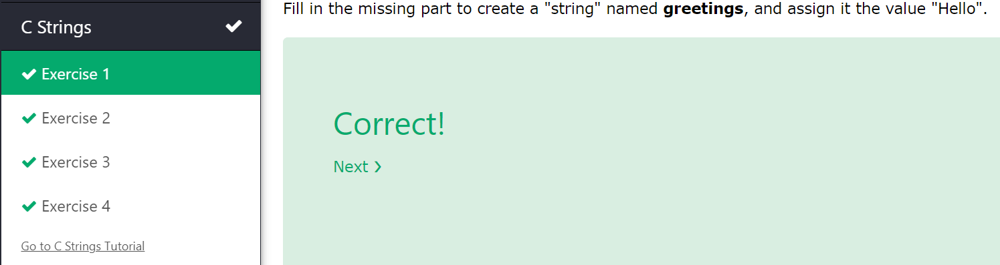 Fill in the missing part to create a "string" named greetings, and assign it the value "Hello".
C Strings
Exercise 1
Exercise 2
Exercise 3
Exercise 4
Go to C Strings Tutorial
Correct!
Next ❯